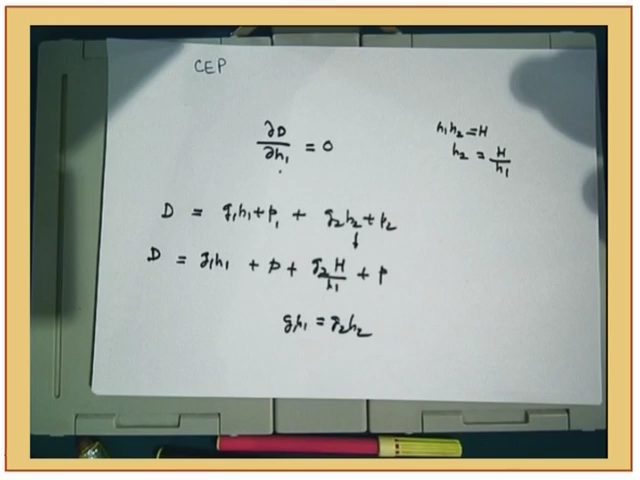 CEP
∂D/∂h₁ = 0
h₁h₂ = H
h₂ = H/h₁
D = g₁h₁ + p₁ + g₂h₂ + p₂
↓
D = g₁h₁ + p + g₂H/h₁ + p
g₁h₁ = g₂h₂